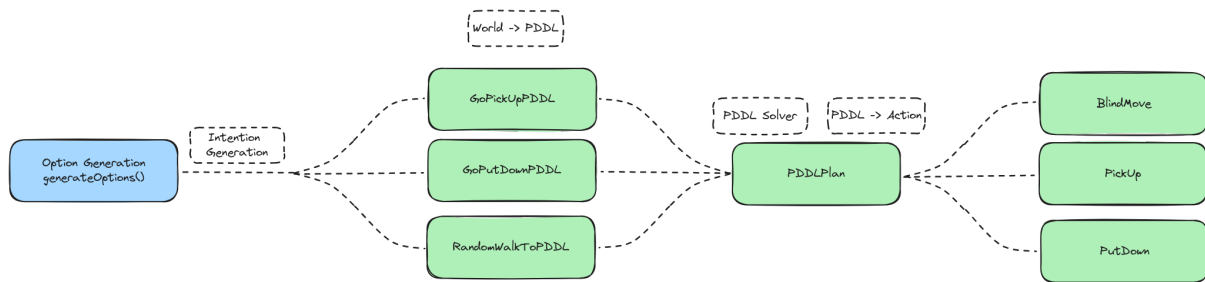 World -> PDDL
GoPickUpPDDL
BlindMove
PDDL Solver
PDDL -> Action
Intention
Generation
Option Generation
generateOptions()
GoPutDownPDDL
PDDLPlan
PickUp
RandomWalkToPDDL
PutDown